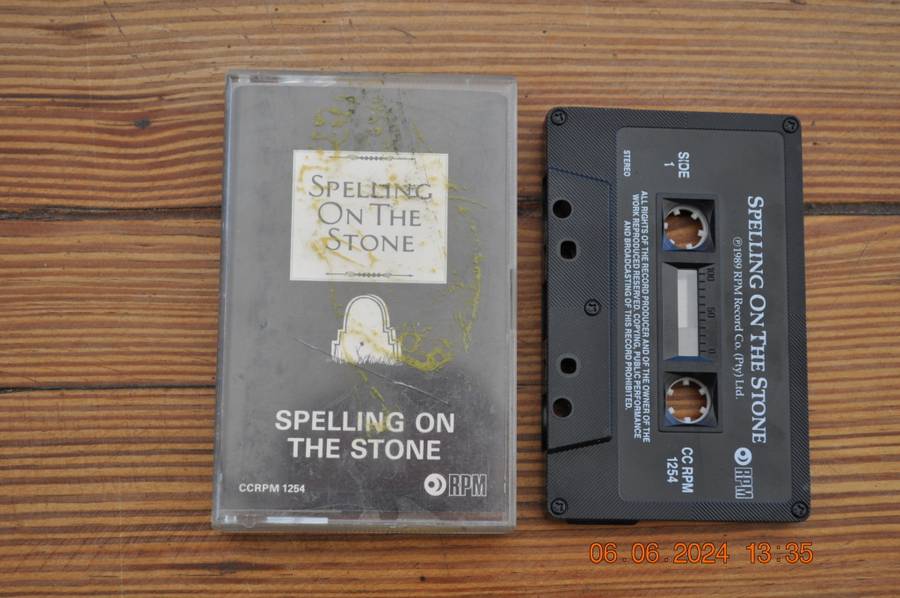 SPELLING
ON THE
STONE
SPELLING ON
THE STONE
CCRPM 1254
RPM
SPELLING ON THE STONE
℗1989 RPM Record Co. (Pty) Ltd.
SIDE
1
STEREO
100 50 0
ALL RIGHTS OF THE RECORD PRODUCER AND OF THE OWNER OF THE
WORK REPRODUCED RESERVED. COPYING, PUBLIC PERFORMANCE
AND BROADCASTING OF THIS RECORD PROHIBITED.
CC RPM
1254
RPM
06.06.2024 13:35